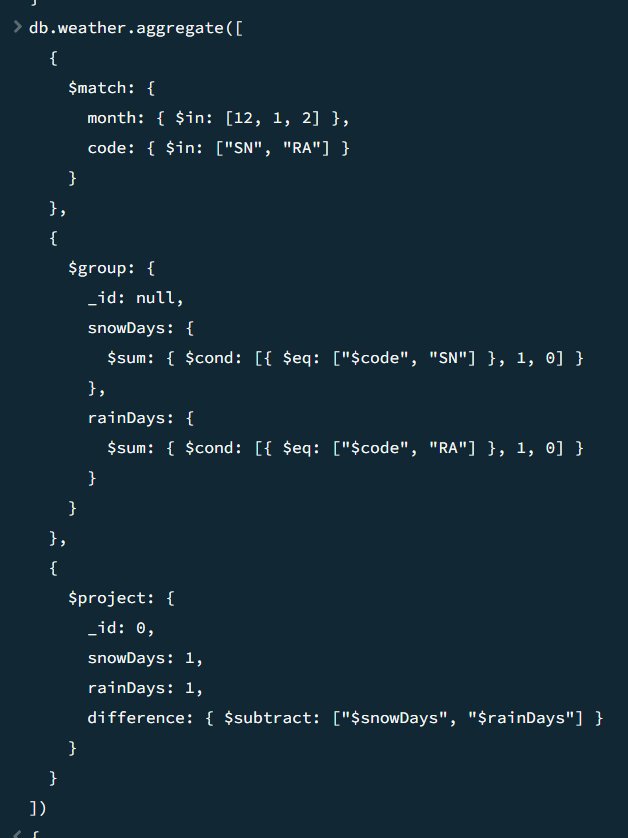 }
> db.weather.aggregate([
{
$match: {
month: { $in: [12, 1, 2] },
code: { $in: ["SN", "RA"] }
}
},
{
$group: {
_id: null,
snowDays: {
$sum: { $cond: [{ $eq: ["$code", "SN"] }, 1, 0] }
},
rainDays: {
$sum: { $cond: [{ $eq: ["$code", "RA"] }, 1, 0] }
}
}
},
{
$project: {
_id: 0,
snowDays: 1,
rainDays: 1,
difference: { $subtract: ["$snowDays", "$rainDays"] }
}
}
])
< {